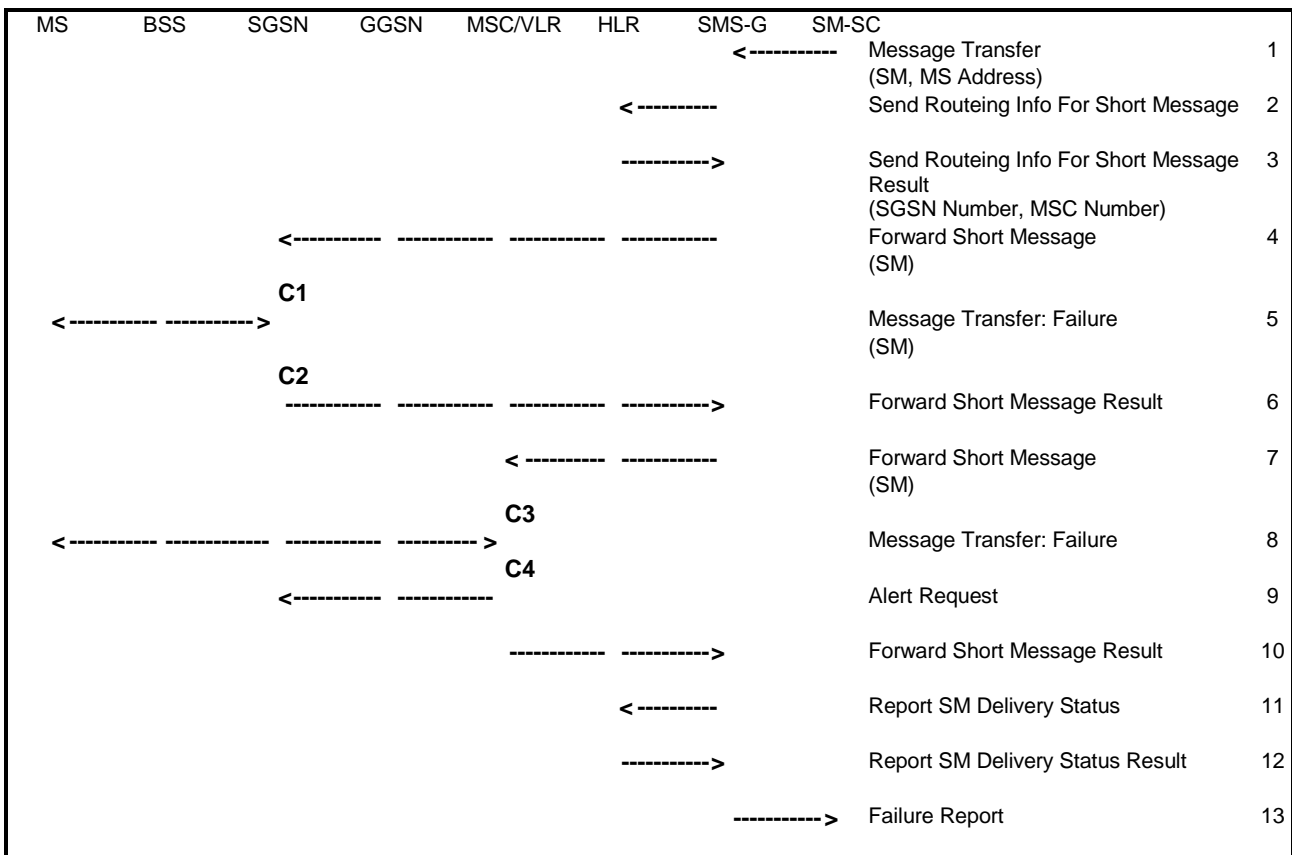 MS BSS SGSN GGSN MSC/VLR HLR SMS-G SM-SC
Message Transfer 1
(SM, MS Address)
Send Routeing Info For Short Message 2
Send Routeing Info For Short Message 3
Result
(SGSN Number, MSC Number)
Forward Short Message 4
(SM)
C1
Message Transfer: Failure 5
(SM)
C2
Forward Short Message Result 6
Forward Short Message 7
(SM)
C3
Message Transfer: Failure 8
C4
Alert Request 9
Forward Short Message Result 10
Report SM Delivery Status 11
Report SM Delivery Status Result 12
Failure Report 13